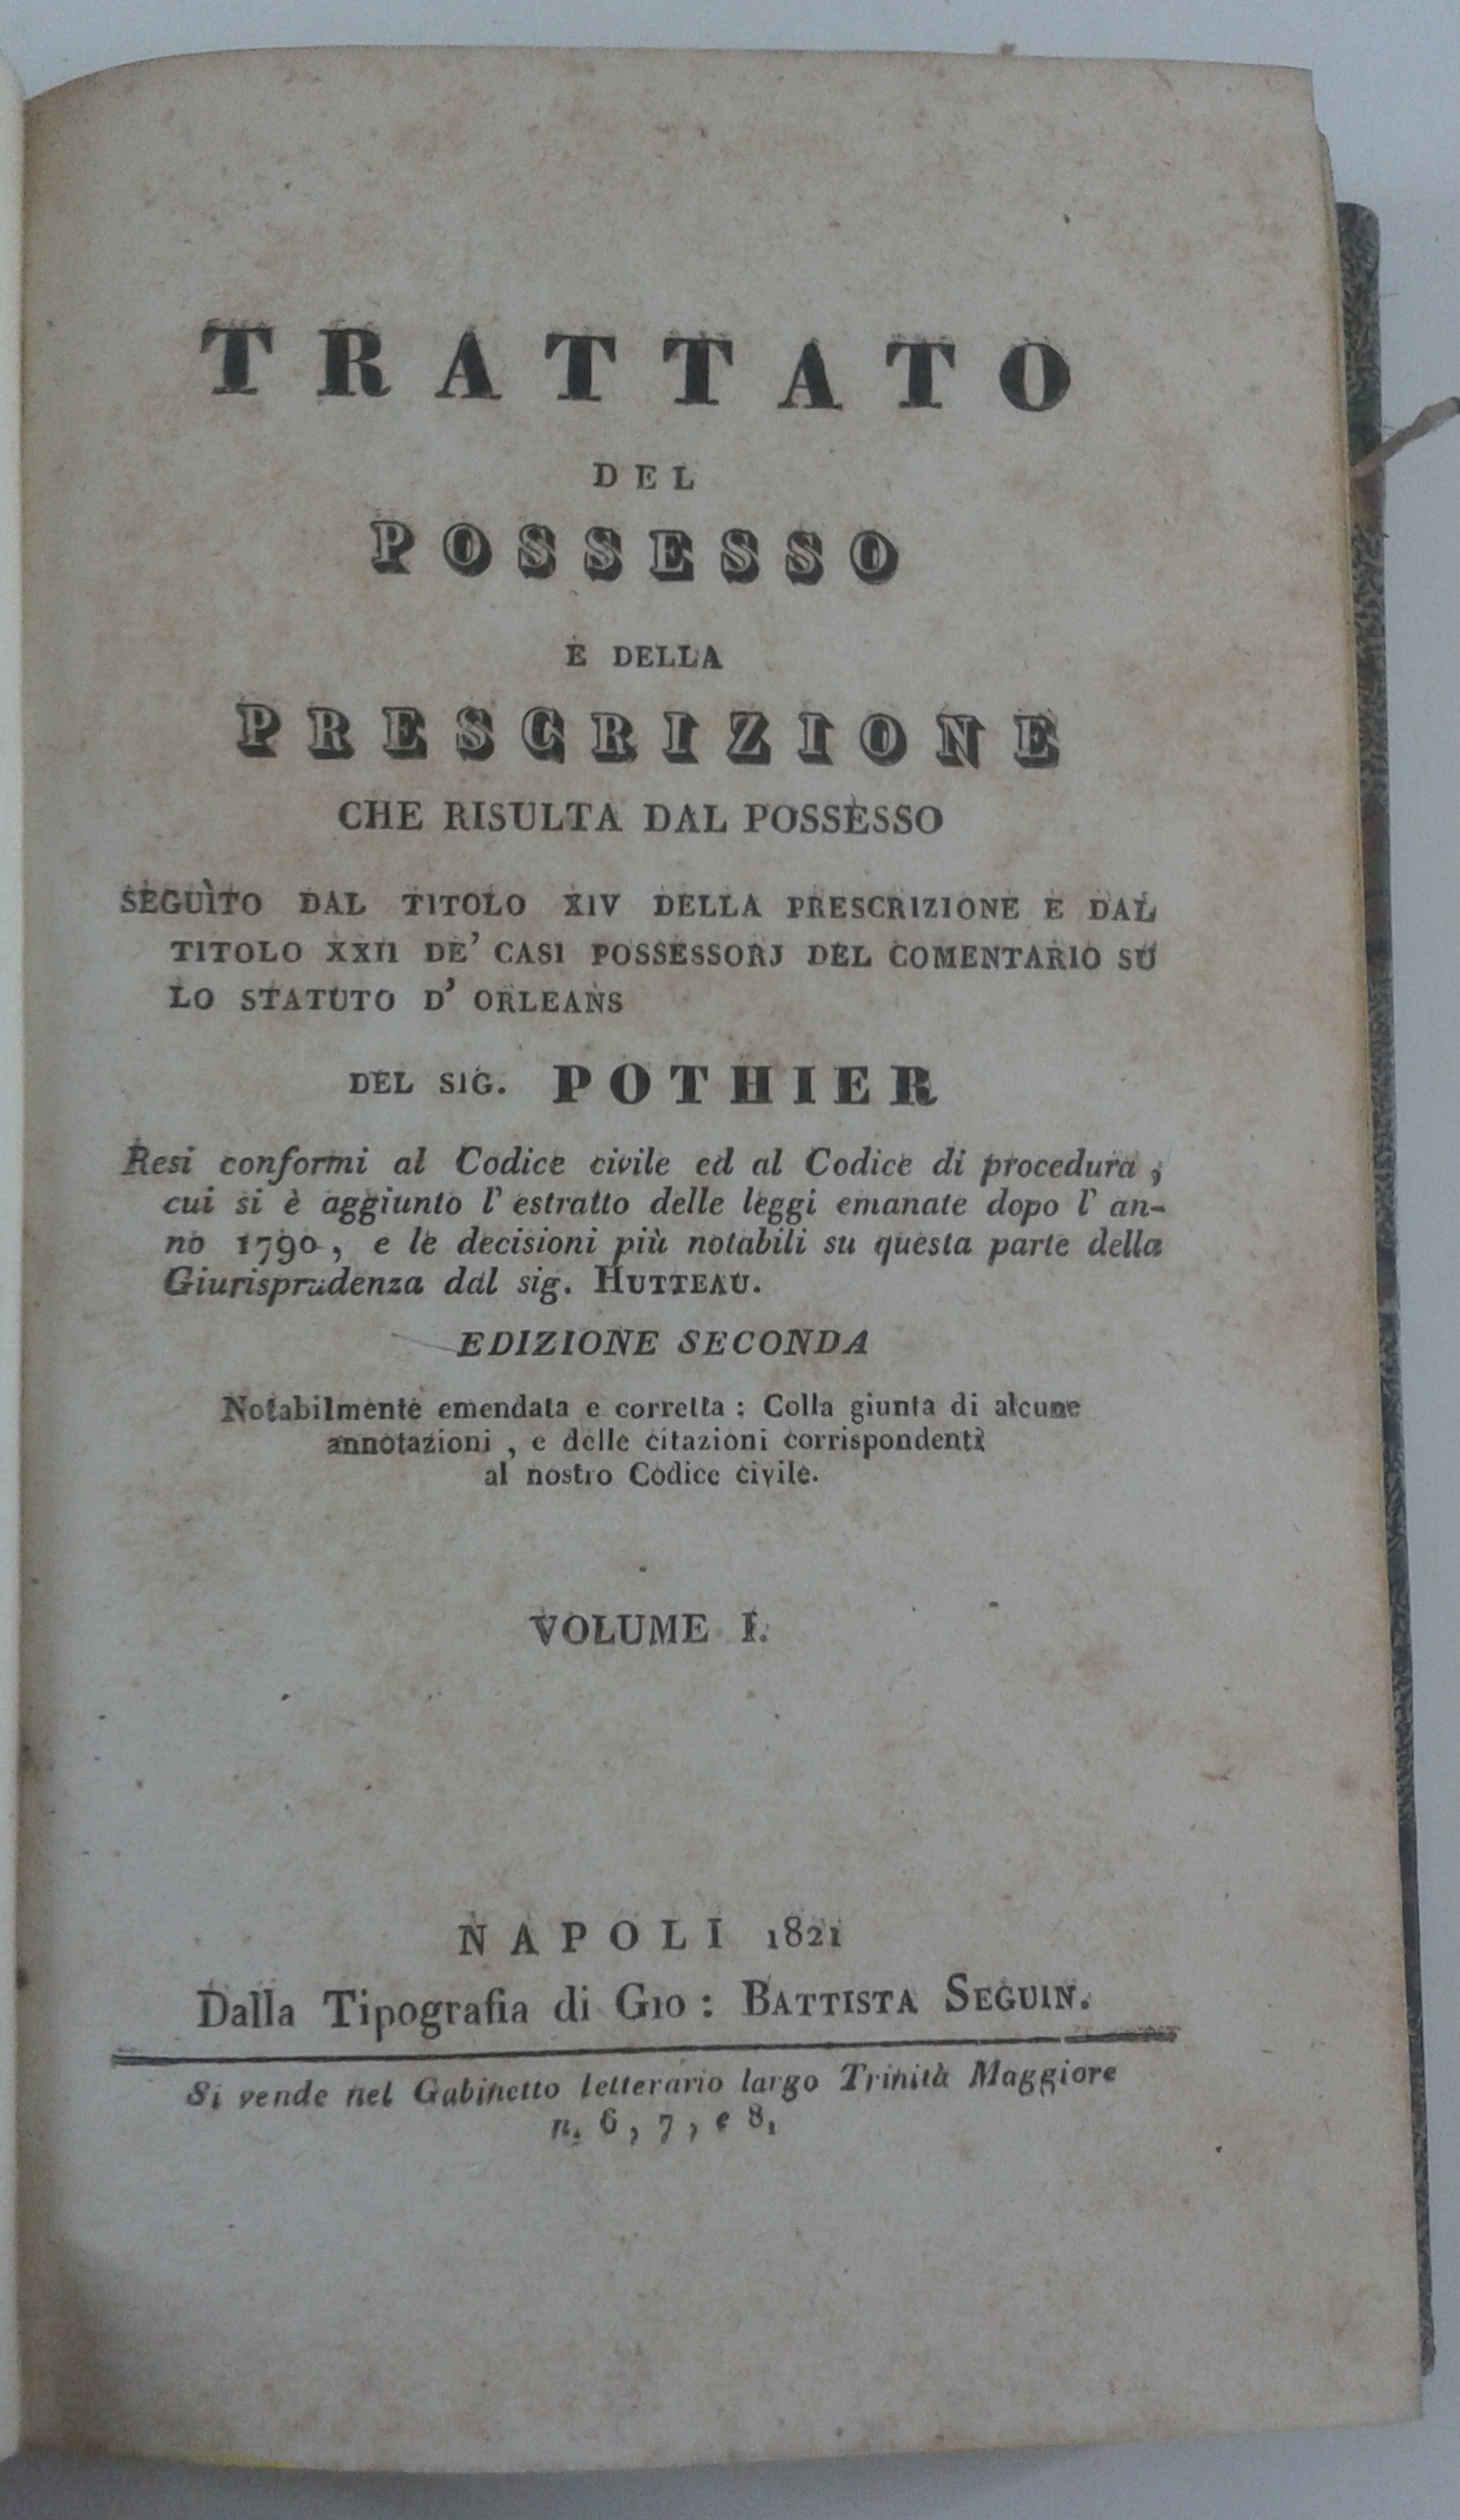 TRATTATO
DEL
POSSESSO
E DELLA
PRESCRIZIONE
CHE RISULTA DAL POSSESSO
SEGUÌTO DAL TITOLO XIV DELLA PRESCRIZIONE E DAL
TITOLO XXII DE' CASI POSSESSORJ DEL COMENTARIO SU
LO STATUTO D' ORLEANS
DEL SIG. POTHIER
Resi conformi al Codice civile ed al Codice di procedura,
cui si è aggiunto l' estratto delle leggi emanate dopo l' an-
no 1790, e le decisioni più notabili su questa parte della
Giurisprudenza dal sig. HUTTEAU.
EDIZIONE SECONDA
Notabilmente emendata e corretta : Colla giunta di alcune
annotazioni , e delle citazioni corrispondenti
al nostro Codice civile.
VOLUME I.
NAPOLI 1821
Dalla Tipografia di GIO : BATTISTA SEGUIN.
Si vende nel Gabinetto letterario largo Trinità Maggiore
n. 6, 7, e 8.